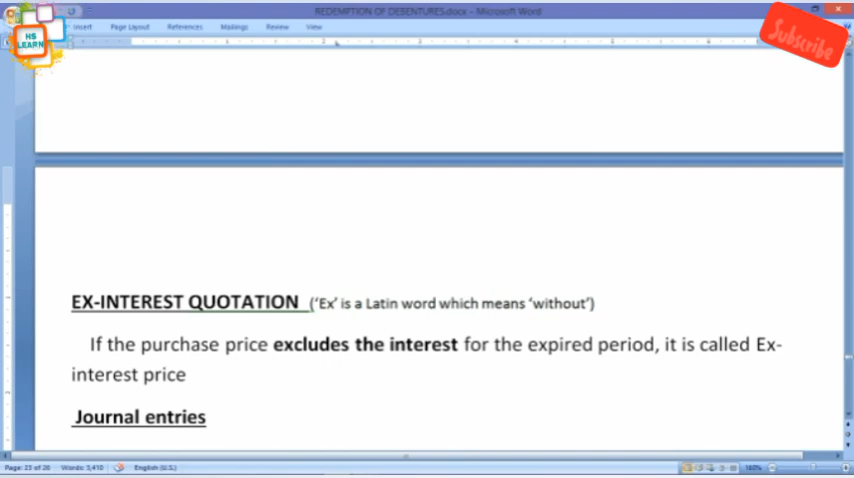 REDEMPTION OF DEBENTURES.docx - Microsoft Word
Insert Page Layout References Mailings Review View
HS
LEARN
Subscribe
EX-INTEREST QUOTATION ('Ex' is a Latin word which means 'without')
If the purchase price excludes the interest for the expired period, it is called Ex-
interest price
Journal entries
Page: 23 of 26 Words: 3,410 English (U.S.) 160%